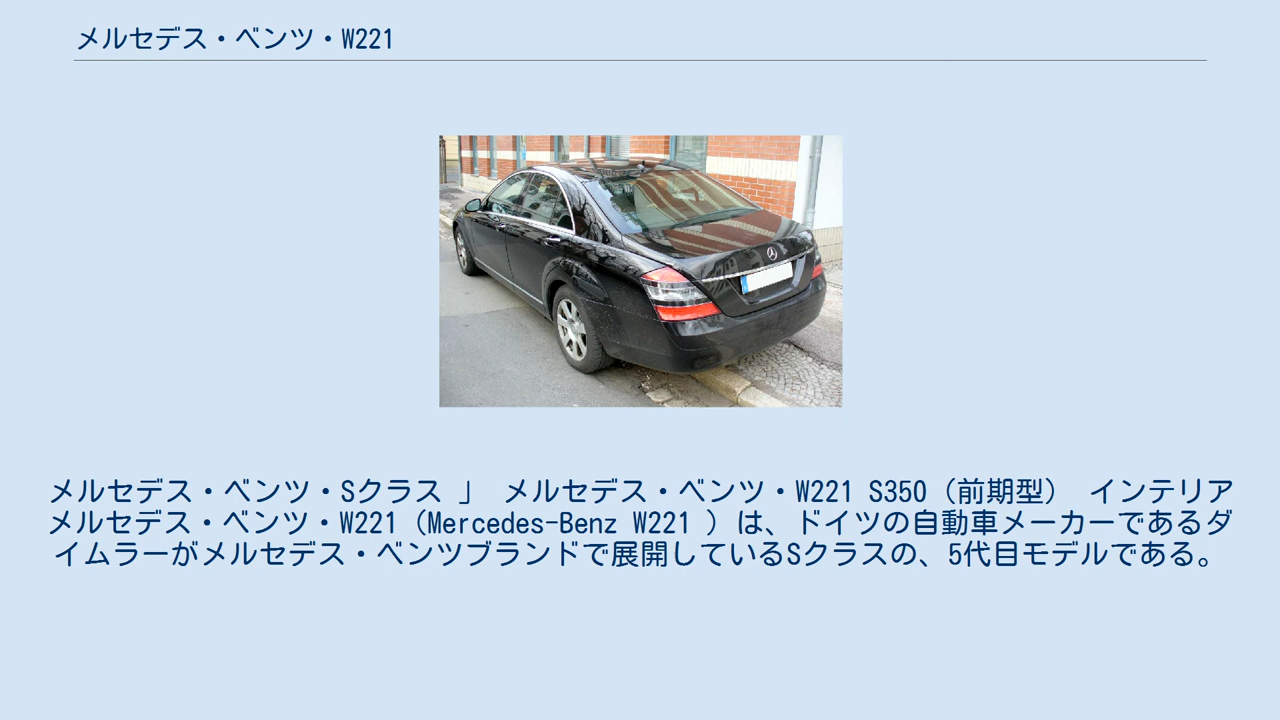 メルセデス・ベンツ・W221
メルセデス・ベンツ・Sクラス 」 メルセデス・ベンツ・W221 S350（前期型） インテリア
メルセデス・ベンツ・W221（Mercedes-Benz W221 ）は、ドイツの自動車メーカーであるダ
イムラーがメルセデス・ベンツブランドで展開しているSクラスの、5代目モデルである。